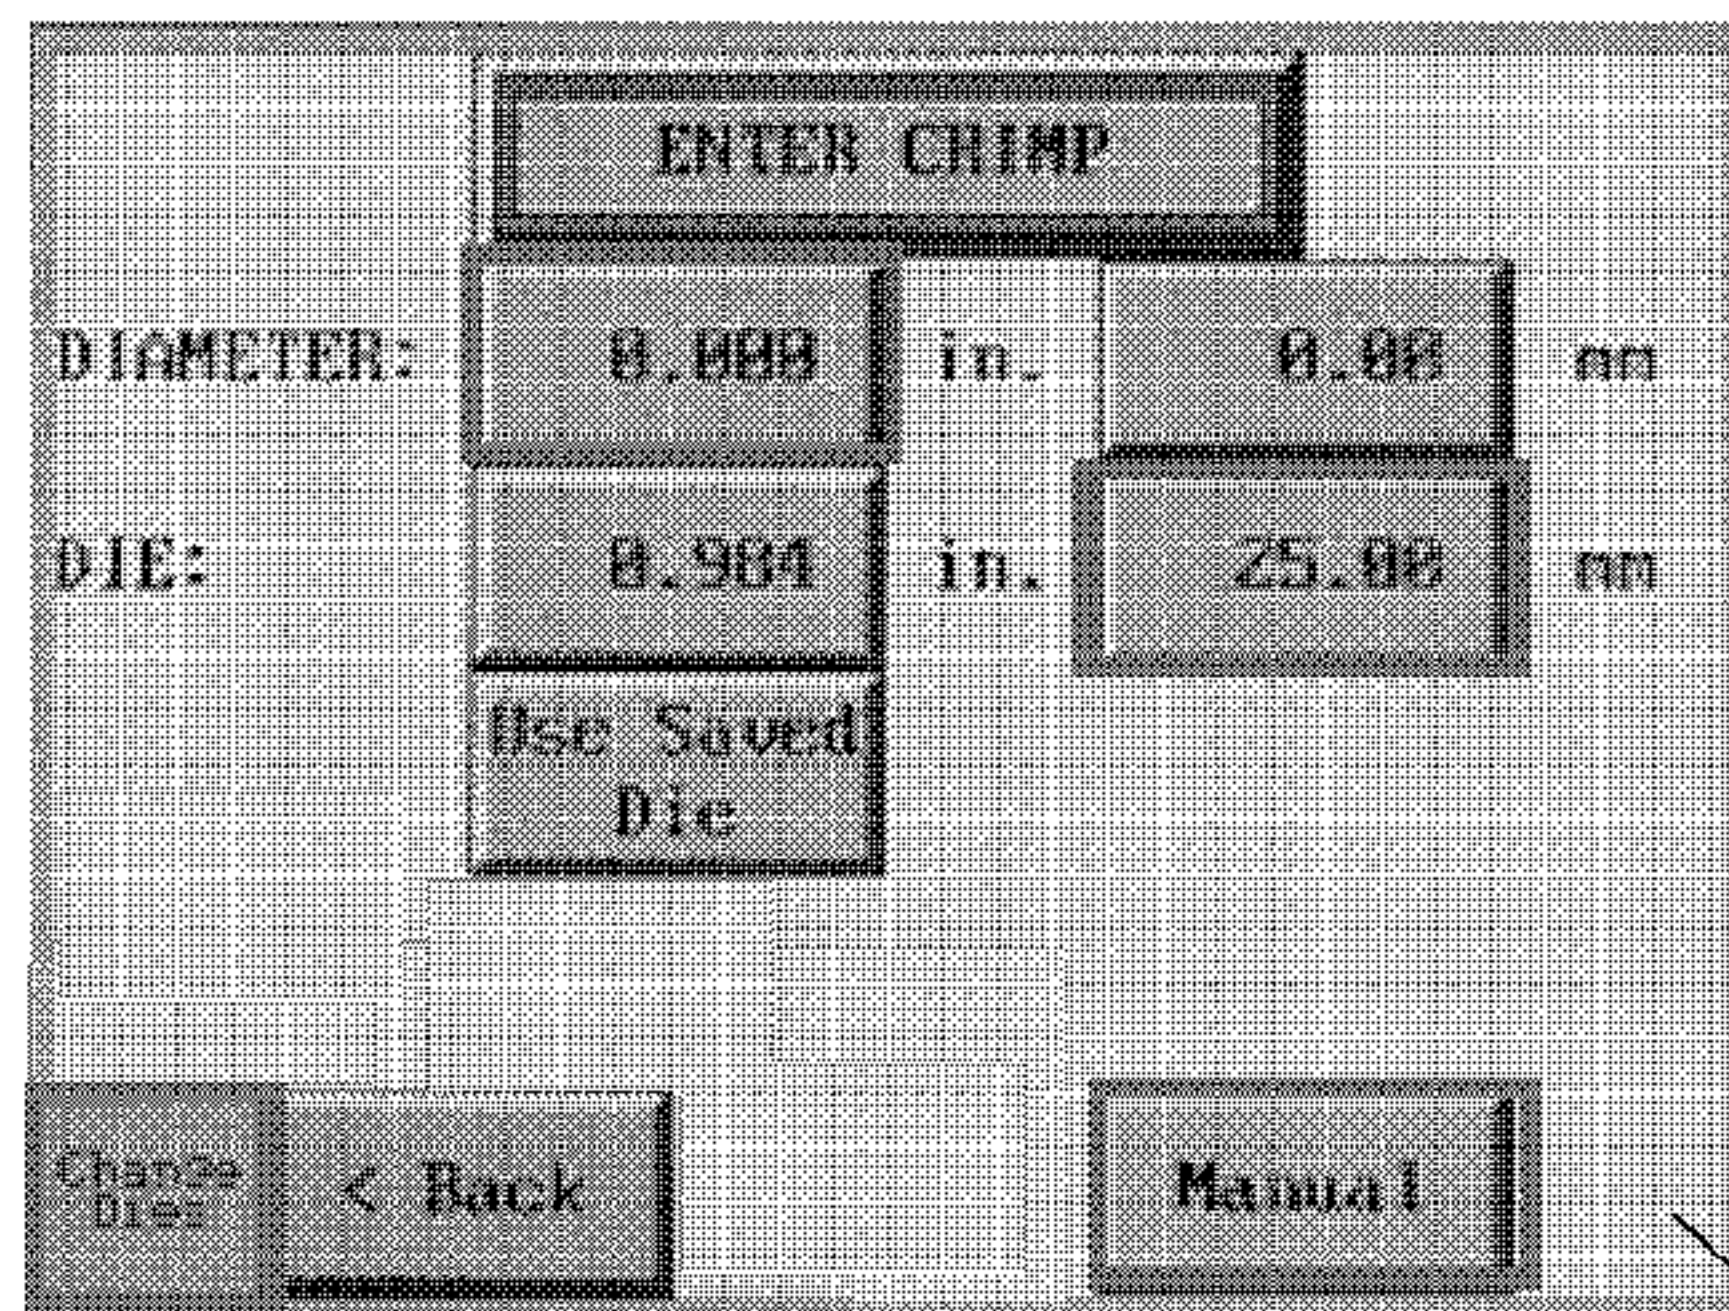 ENTER CRIMP
DIAMETER: 0.000 in. 0.00 mm
DIE: 0.984 in. 25.00 mm
Use Saved
Die
Change
Dies
< Back
Manual